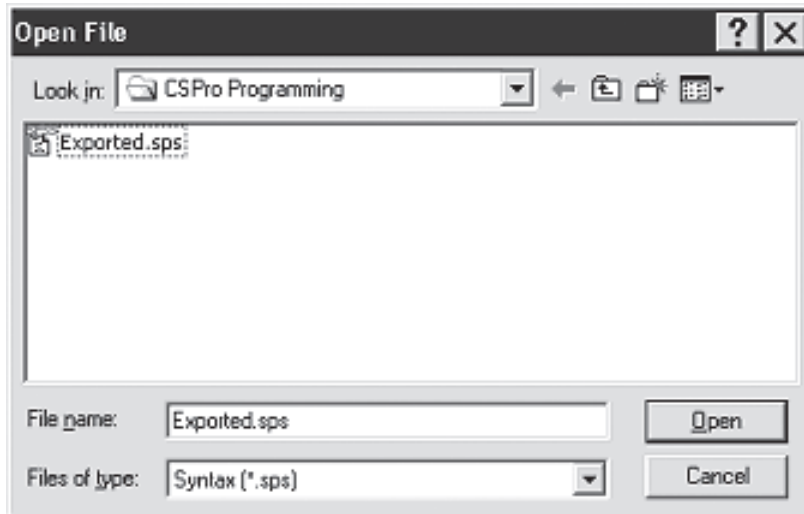 Open File
Look in: CSPro Programming
Exported.sps
File name: Exported.sps Open
Files of type: Syntax (*.sps) Cancel